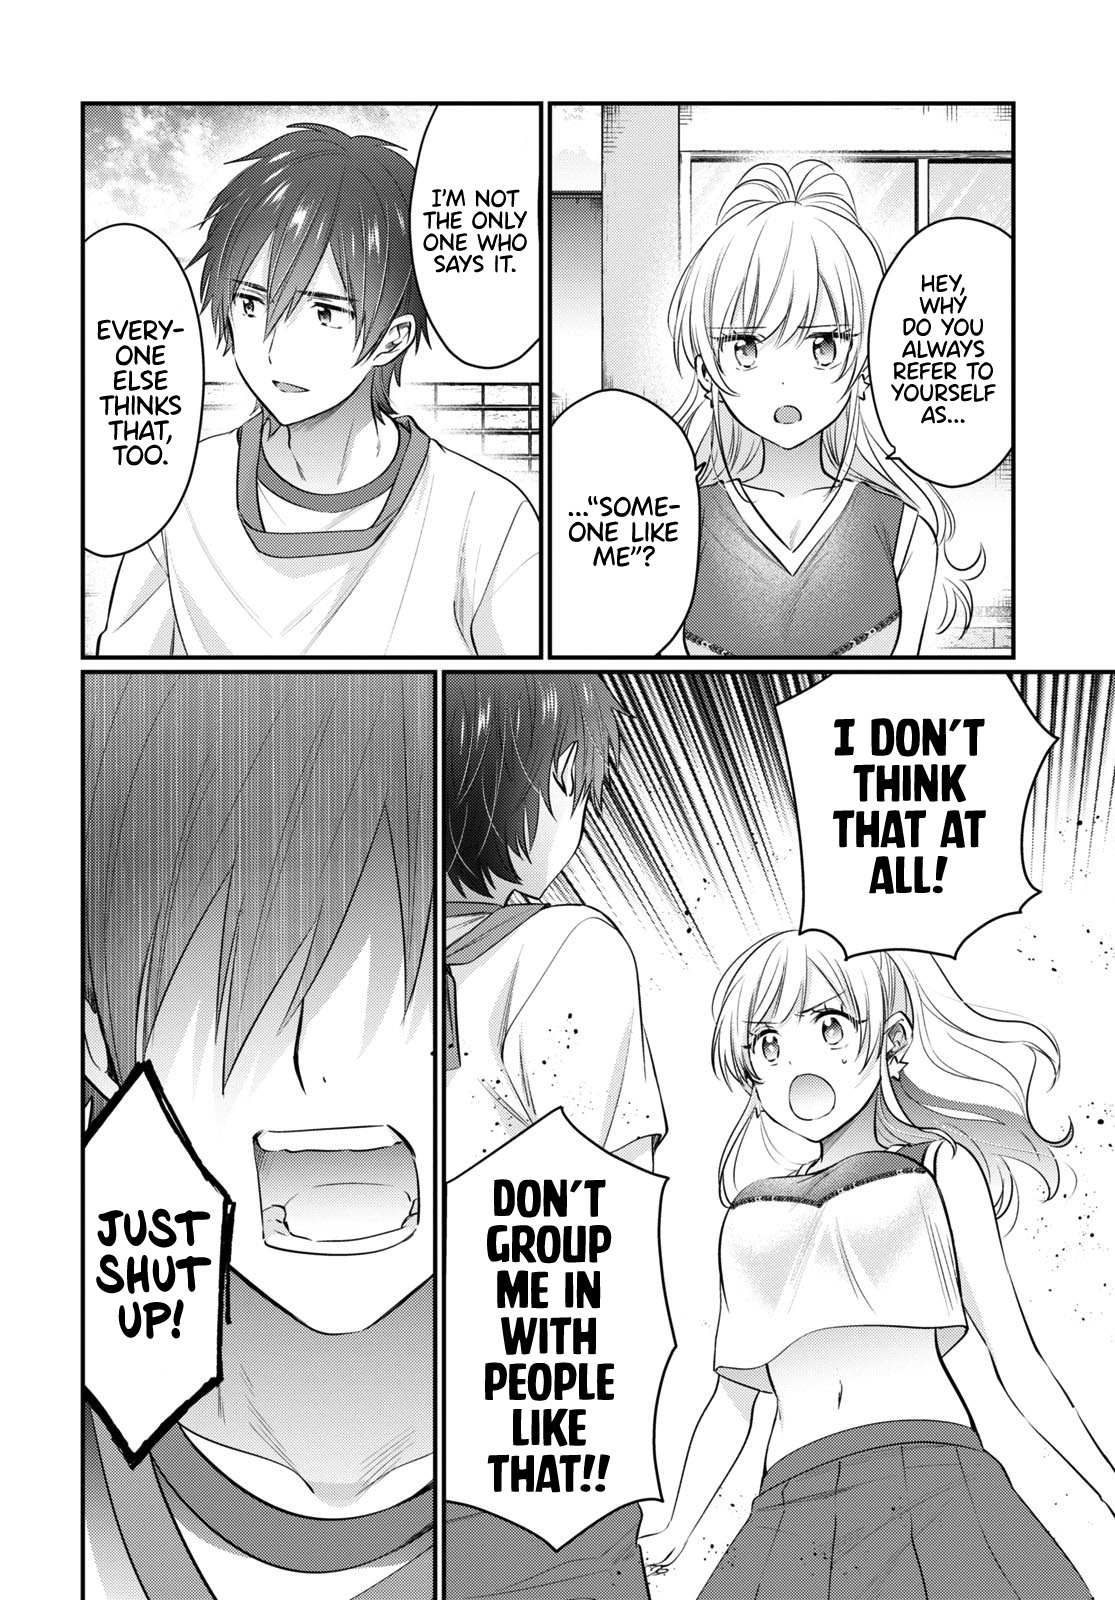 HEY,
WHY
DO YOU
ALWAYS
REFER TO
YOURSELF
AS...
..."SOME-
ONE LIKE
ME"?
I'M NOT
THE ONLY
ONE WHO
SAYS IT.
EVERY-
ONE
ELSE
THINKS
THAT,
TOO.
I DON'T
THINK
THAT AT
ALL!
DON'T
GROUP
ME IN
WITH
PEOPLE
LIKE
THAT!!
JUST
SHUT
UP!